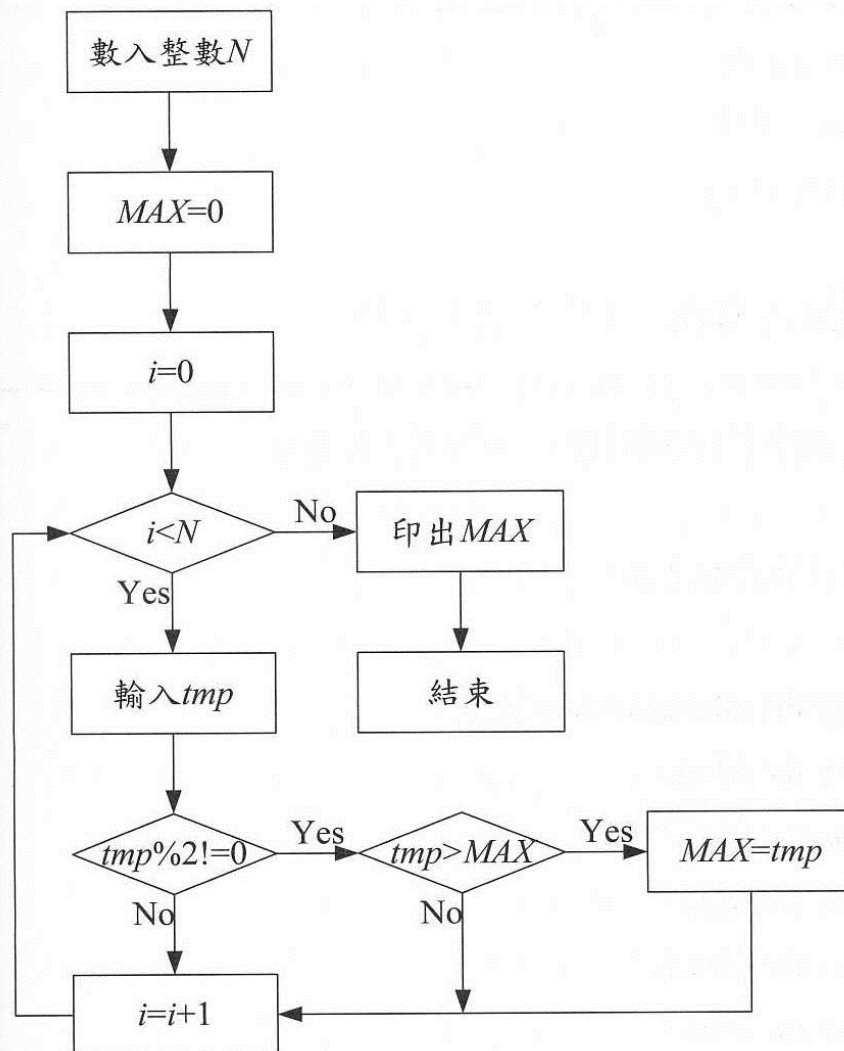 數入整數N
MAX=0
i=0
i<N
No
印出MAX
Yes
輸入tmp
結束
tmp%2!=0
Yes
tmp>MAX
Yes
MAX=tmp
No
No
i=i+1